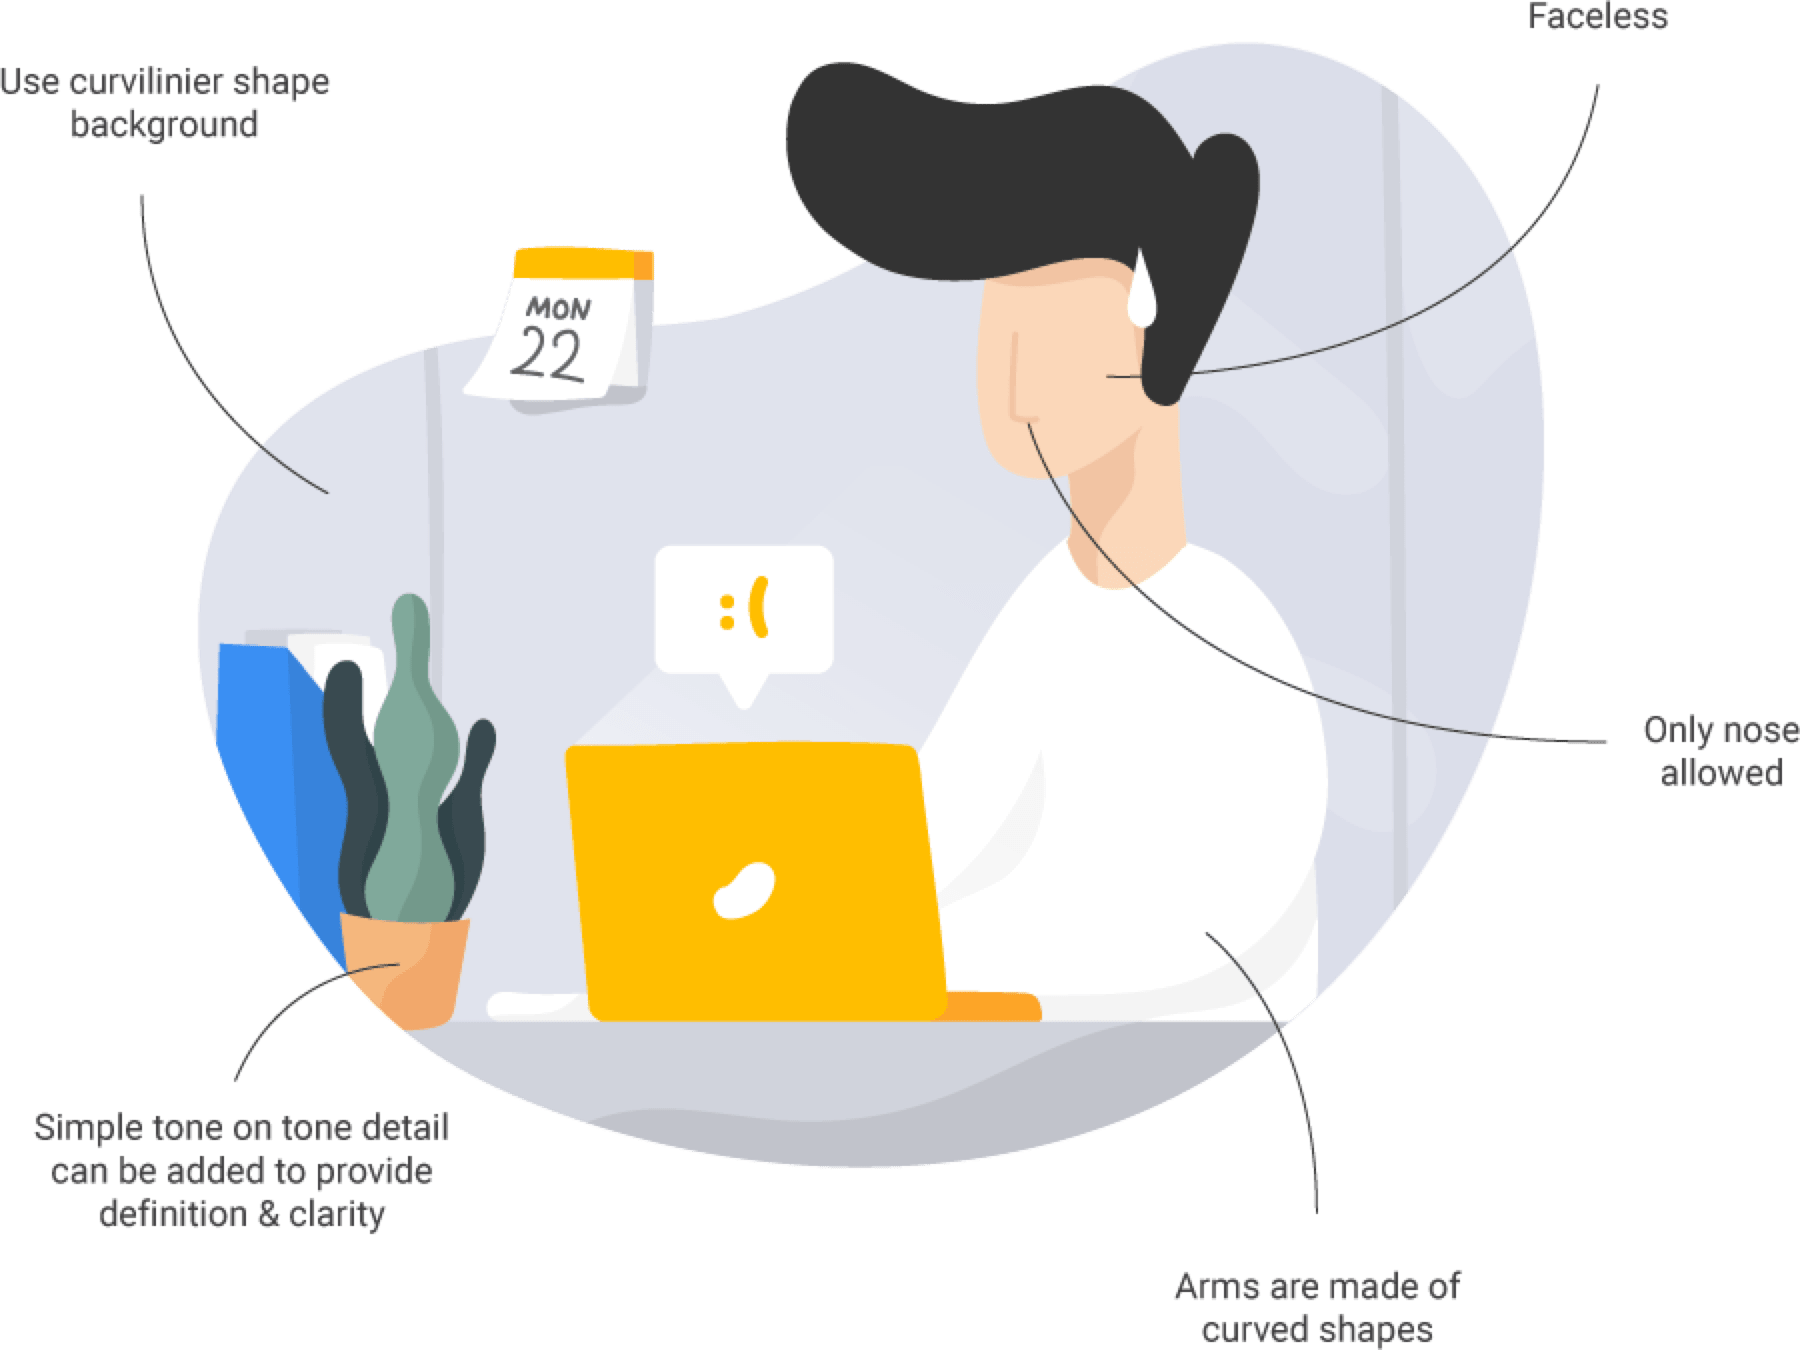 Faceless
Use curvilinier shape
background
MON
22
:(
Only nose
allowed
Simple tone on tone detail
can be added to provide
definition & clarity
Arms are made of
curved shapes